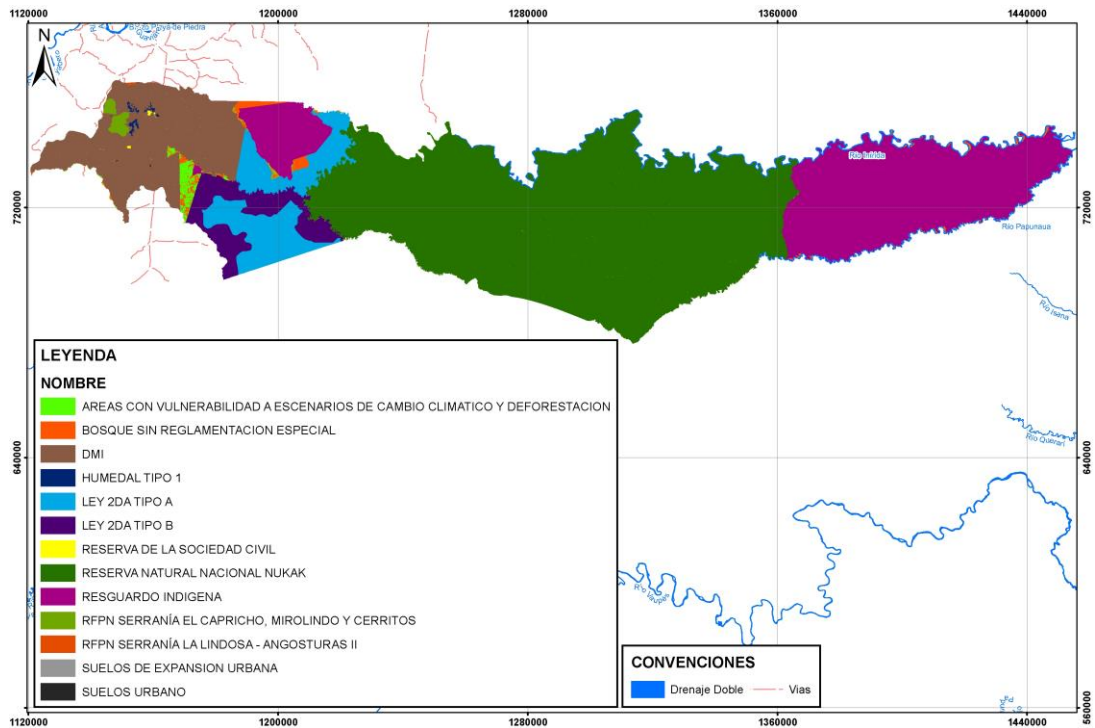 1120000 1200000 1280000 1360000 1440000
N
Río Inírida
720000 720000
Río Papunaua
Río Isana
LEYENDA
NOMBRE
AREAS CON VULNERABILIDAD A ESCENARIOS DE CAMBIO CLIMATICO Y DEFORESTACION
BOSQUE SIN REGLAMENTACION ESPECIAL
DMI
HUMEDAL TIPO 1
LEY 2DA TIPO A
LEY 2DA TIPO B
RESERVA DE LA SOCIEDAD CIVIL
RESERVA NATURAL NACIONAL NUKAK
RESGUARDO INDIGENA
RFPN SERRANÍA EL CAPRICHO, MIROLINDO Y CERRITOS
RFPN SERRANÍA LA LINDOSA - ANGOSTURAS II
SUELOS DE EXPANSION URBANA
SUELOS URBANO
Río Querarí
640000 640000
Río Vaupés
CONVENCIONES
Drenaje Doble Vias
560000
1120000 1200000 1280000 1360000 1440000